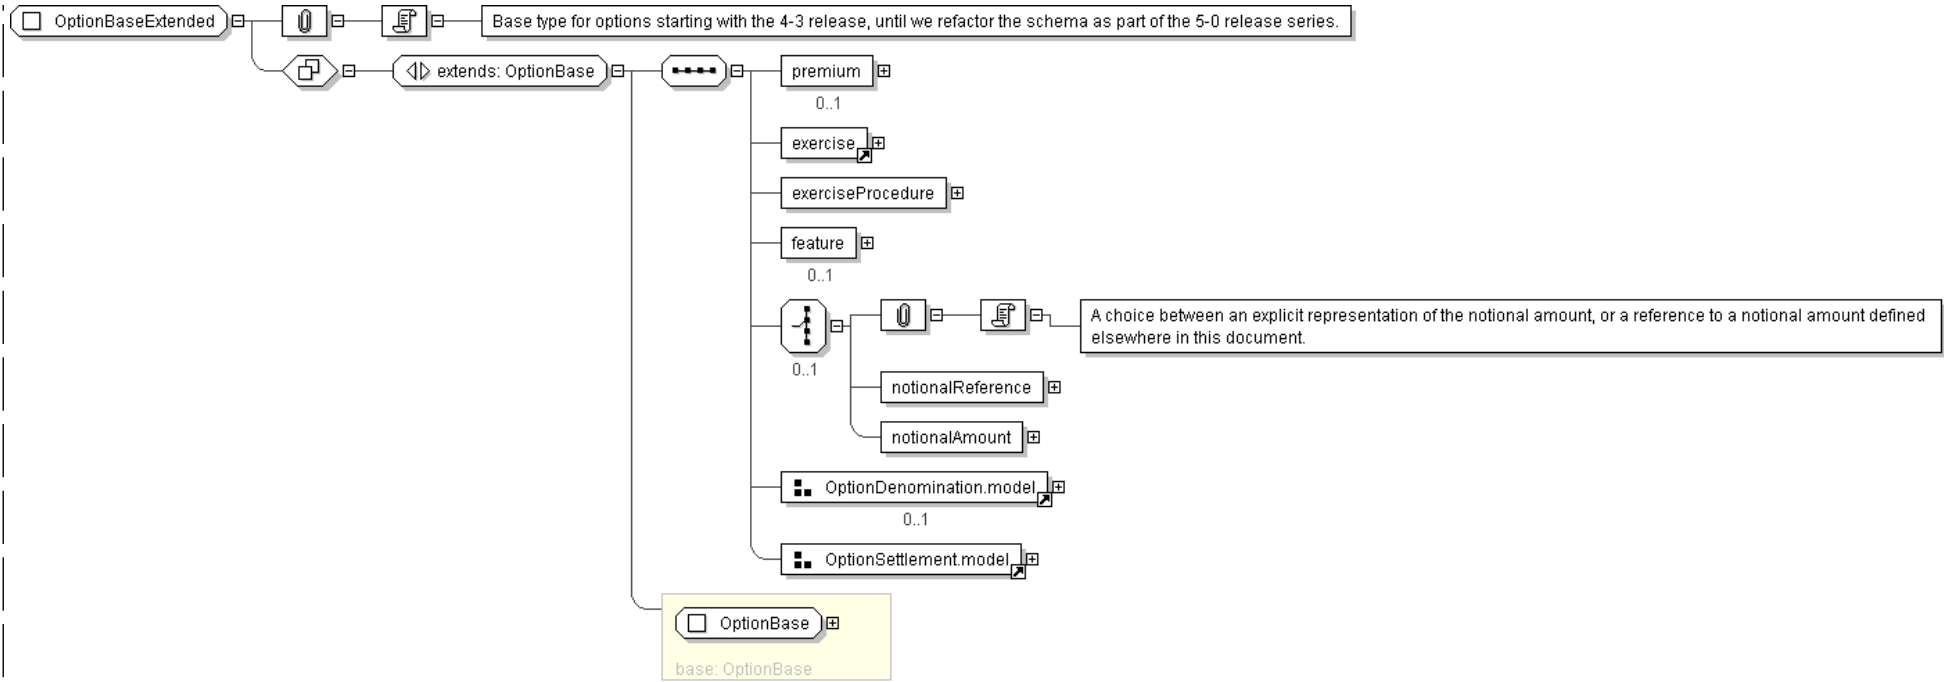 OptionBaseExtended
Base type for options starting with the 4-3 release, until we refactor the schema as part of the 5-0 release series.
extends: OptionBase
premium
0..1
exercise
exerciseProcedure
feature
0..1
A choice between an explicit representation of the notional amount, or a reference to a notional amount defined
elsewhere in this document.
0..1
notionalReference
notionalAmount
OptionDenomination.model
0..1
OptionSettlement.model
OptionBase
base: OptionBase